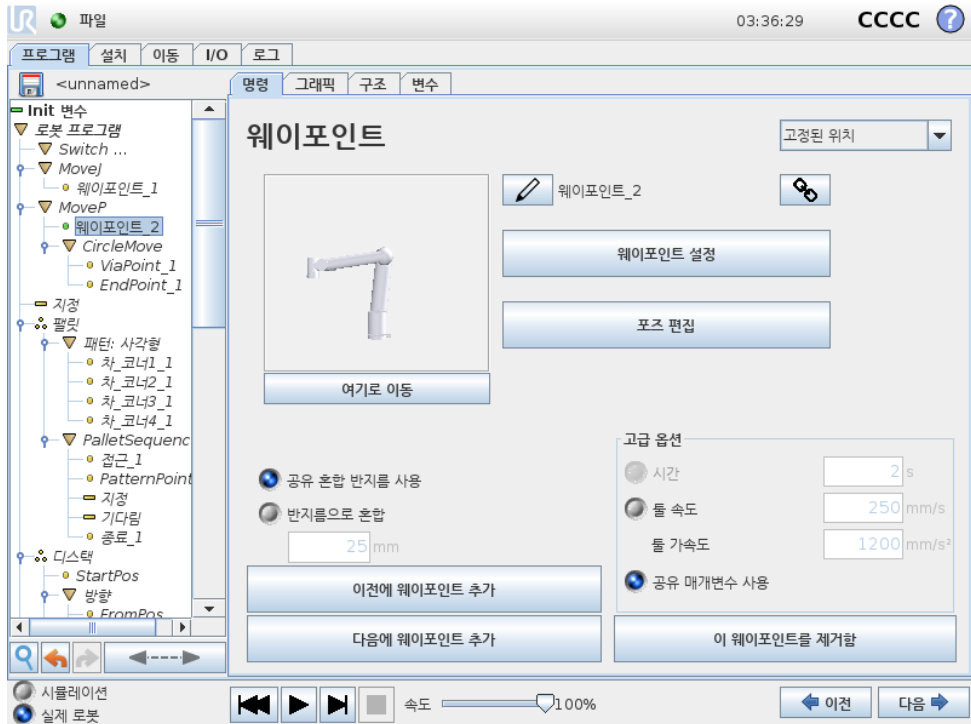 UR 파일 03:36:29 CCCC ?
프로그램 설치 이동 I/O 로그
<unnamed> 명령 그래픽 구조 변수
Init 변수
로봇 프로그램
Switch ...
MoveJ
웨이포인트_1
MoveP
웨이포인트_2
CircleMove
ViaPoint_1
EndPoint_1
지정
팔릿
패턴: 사각형
차_코너1_1
차_코너2_1
차_코너3_1
차_코너4_1
PalletSequenc
접근_1
PatternPoint
지정
기다림
종료_1
디스택
StartPos
방향
FromPos
웨이포인트
고정된 위치
웨이포인트_2
웨이포인트 설정
포즈 편집
여기로 이동
공유 혼합 반지름 사용
반지름으로 혼합
25 mm
고급 옵션
시간 2 s
툴 속도 250 mm/s
툴 가속도 1200 mm/s²
공유 매개변수 사용
이전에 웨이포인트 추가
다음에 웨이포인트 추가
이 웨이포인트를 제거함
시뮬레이션
실제 로봇
속도 100%
이전 다음